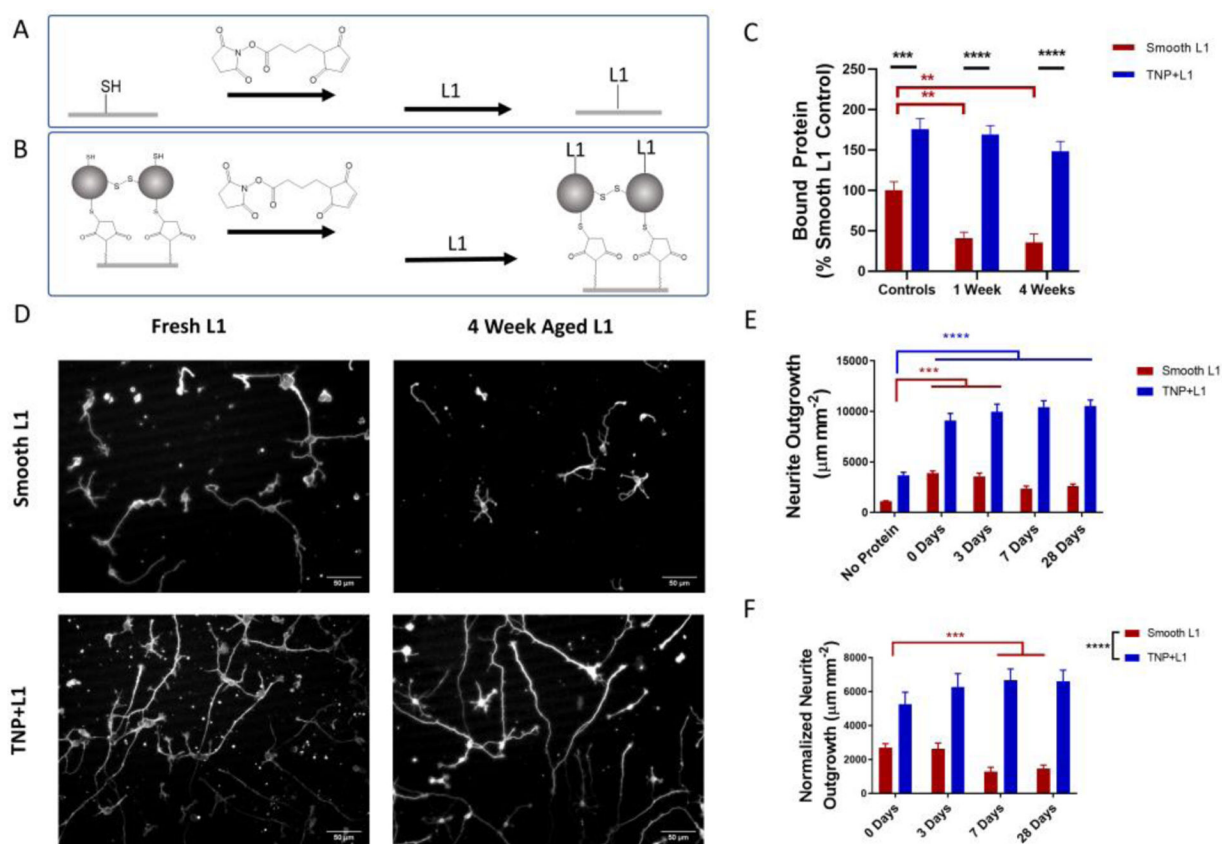 A
SH
N
O
O
O
O
O
O
L1
L1
B
SH
SH
S
S
S
S
O
O
O
O
N
O
O
O
O
O
O
L1
L1
L1
S
S
S
S
O
O
O
O
C
Smooth L1
TNP+L1
***
****
****
**
**
250
200
150
100
50
0
Bound Protein
(% Smooth L1 Control)
Controls
1 Week
4 Weeks
D
Fresh L1
4 Week Aged L1
Smooth L1
TNP+L1
50 µm
50 µm
50 µm
50 µm
E
****
***
Smooth L1
TNP+L1
15000
10000
5000
0
Neurite Outgrowth
(µm mm-2)
No Protein
0 Days
3 Days
7 Days
28 Days
F
***
Smooth L1
****
TNP+L1
8000
6000
4000
2000
0
Normalized Neurite
Outgrowth (µm mm-2)
0 Days
3 Days
7 Days
28 Days